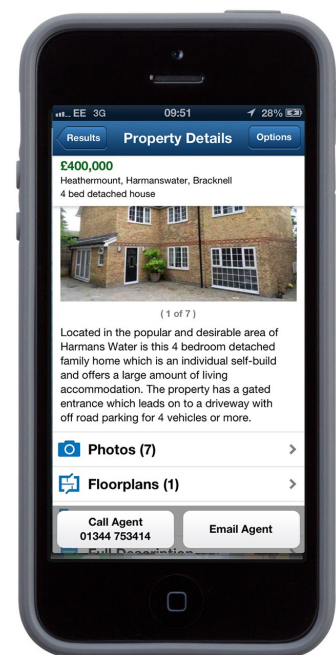 EE 3G 09:51 28%
Results Property Details Options
£400,000
Heathermount, Harmanswater, Bracknell
4 bed detached house
( 1 of 7 )
Located in the popular and desirable area of
Harmans Water is this 4 bedroom detached
family home which is an individual self-build
and offers a large amount of living
accommodation. The property has a gated
entrance which leads on to a driveway with
off road parking for 4 vehicles or more.
Photos (7)
Floorplans (1)
Call Agent
01344 753414
Email Agent
Full Description